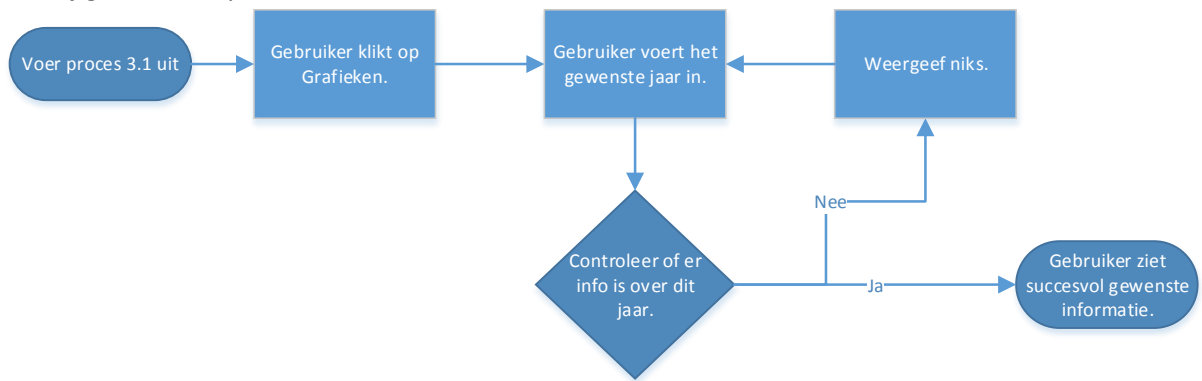 Voer proces 3.1 uit
Gebruiker klikt op
Grafieken.
Gebruiker voert het
gewenste jaar in.
Weergeef niks.
Controleer of er
info is over dit
jaar.
Nee
Ja
Gebruiker ziet
succesvol gewenste
informatie.